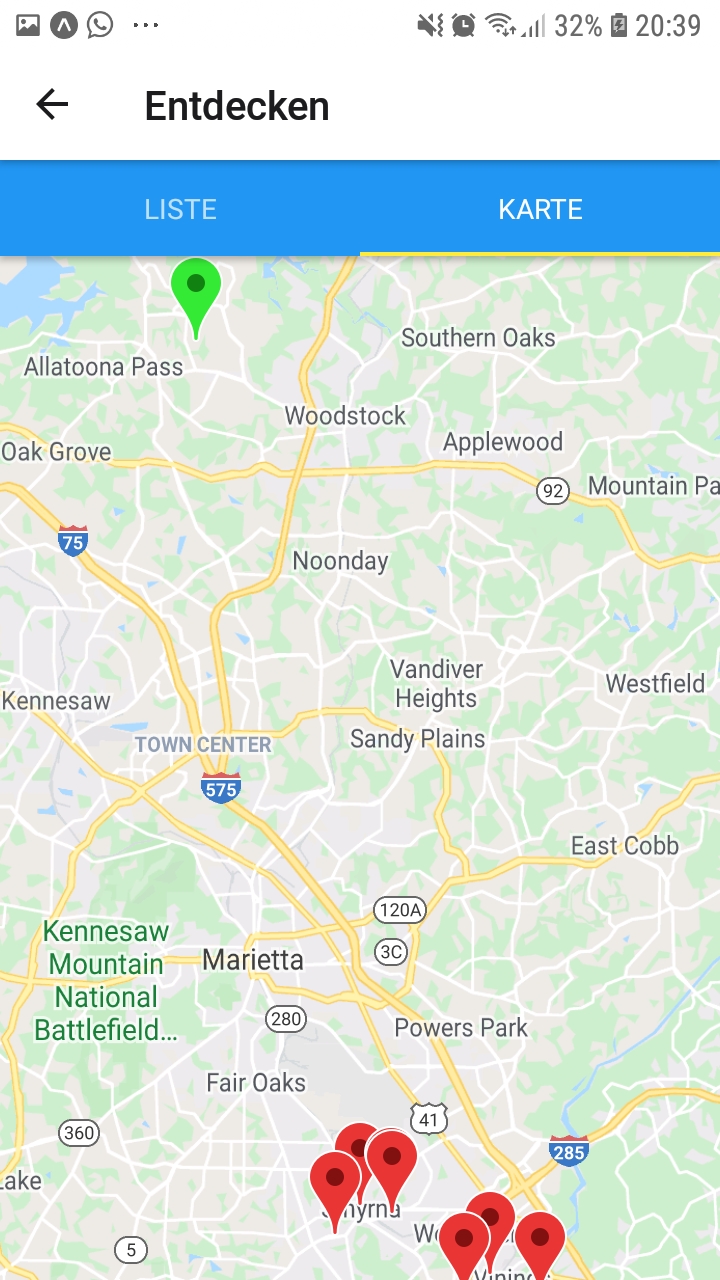 32% 20:39
Entdecken
LISTE KARTE
Southern Oaks
Allatoona Pass
Woodstock
Applewood
Oak Grove
92
Mountain Pa
75
Noonday
Vandiver
Heights
Westfield
Kennesaw
Sandy Plains
TOWN CENTER
575
East Cobb
120A
Kennesaw
Mountain
National
Battlefield...
3C
Marietta
280
Powers Park
Fair Oaks
41
360
285
5